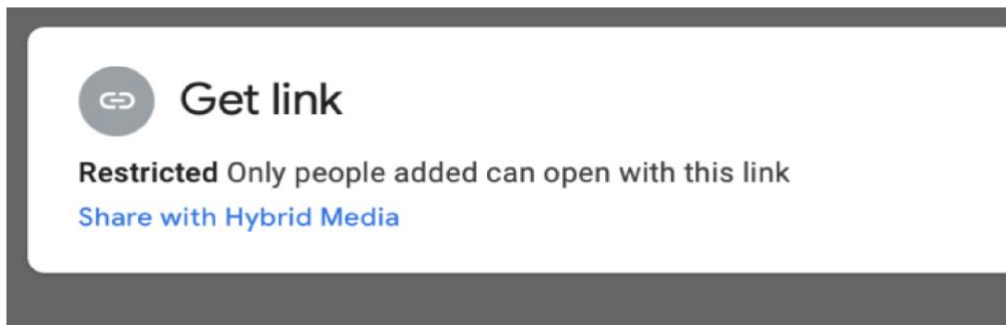 Get link
Restricted Only people added can open with this link
Share with Hybrid Media